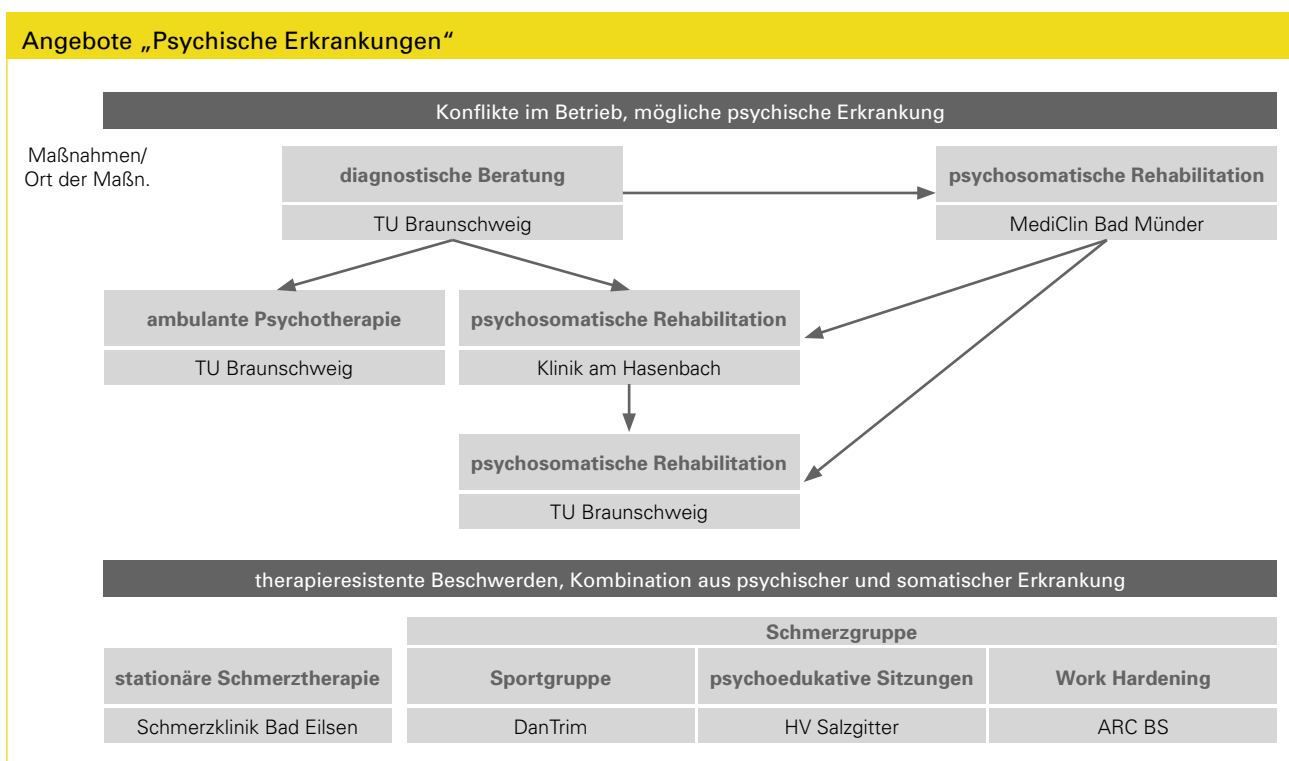 Angebote „Psychische Erkrankungen“
Konflikte im Betrieb, mögliche psychische Erkrankung
Maßnahmen/
Ort der Maßn.
diagnostische Beratung
psychosomatische Rehabilitation
TU Braunschweig
MediClin Bad Münder
ambulante Psychotherapie
psychosomatische Rehabilitation
TU Braunschweig
Klinik am Hasenbach
psychosomatische Rehabilitation
TU Braunschweig
therapieresistente Beschwerden, Kombination aus psychischer und somatischer Erkrankung
Schmerzgruppe
stationäre Schmerztherapie
Sportgruppe
psychoedukative Sitzungen
Work Hardening
Schmerzklinik Bad Eilsen
DanTrim
HV Salzgitter
ARC BS